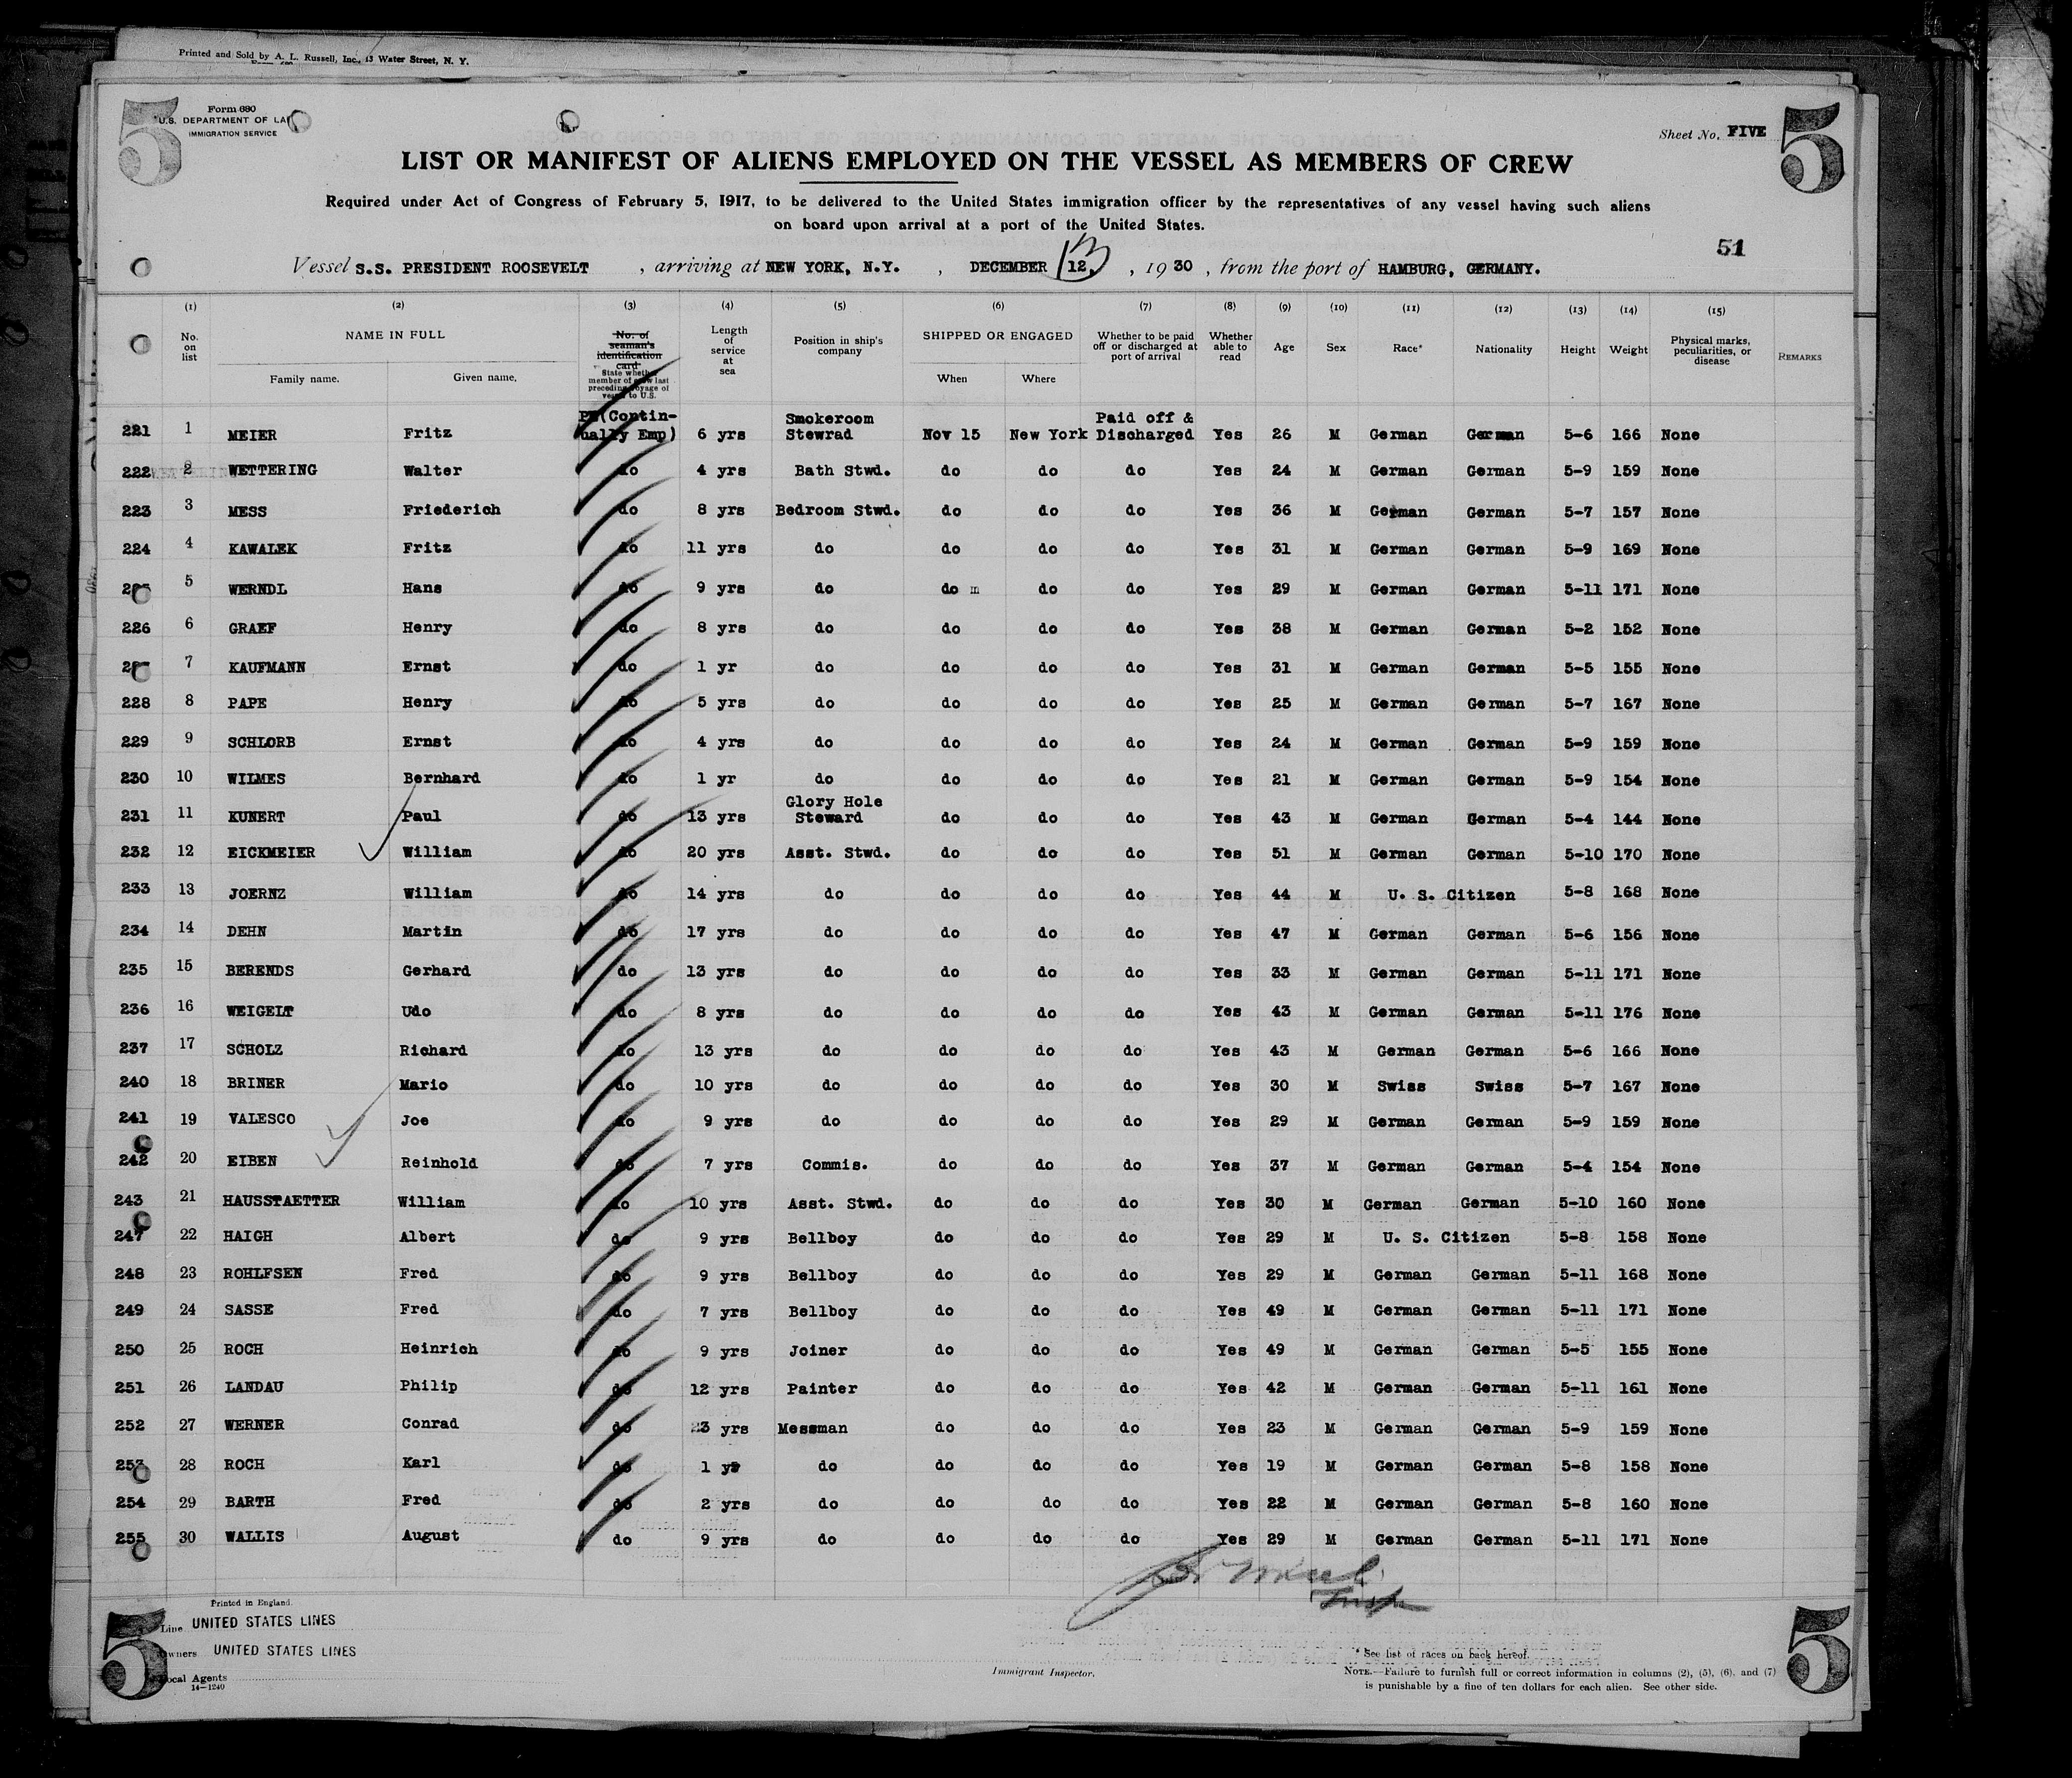 Printed and Sold by A. L. Russell, Inc., 13 Water Street, N. Y.
5 Form 680 5
U.S. DEPARTMENT OF LA
IMMIGRATION SERVICE
Sheet No. FIVE
LIST OR MANIFEST OF ALIENS EMPLOYED ON THE VESSEL AS MEMBERS OF CREW
Required under Act of Congress of February 5, 1917, to be delivered to the United States immigration officer by the representatives of any vessel having such aliens
on board upon arrival at a port of the United States.
51
Vessel S.S. PRESIDENT ROOSEVELT, arriving at NEW YORK, N.Y., DECEMBER 12, 13 1930, from the port of HAMBURG, GERMANY.
(1) (2) (3) (4) (5) (6) (7) (8) (9) (10) (11) (12) (13) (14) (15)
No. on list NAME IN FULL Family name. Given name. No. of seaman's identification card State whether member of crew last preceding voyage of vessel to U.S. Length of service at sea Position in ship's company SHIPPED OR ENGAGED When Where Whether to be paid off or discharged at port of arrival Whether able to read Age Sex Race* Nationality Height Weight Physical marks, peculiarities, or disease REMARKS
221 1 MEIER Fritz (Contin-ually Emp) 6 yrs Smokeroom Stewrad Nov 15 New York Paid off & Discharged Yes 26 M German German 5-6 166 None
222 2 WETTERING Walter do 4 yrs Bath Stwd. do do do Yes 24 M German German 5-9 159 None
223 3 MESS Friederich do 8 yrs Bedroom Stwd. do do do Yes 36 M German German 5-7 157 None
224 4 KAWALEK Fritz do 11 yrs do do do do Yes 31 M German German 5-9 169 None
5 WERNDL Hans do 9 yrs do do m do do Yes 29 M German German 5-11 171 None
226 6 GRAEF Henry do 8 yrs do do do do Yes 38 M German German 5-2 152 None
7 KAUFMANN Ernst do 1 yr do do do do Yes 31 M German German 5-5 155 None
228 8 PAPE Henry do 5 yrs do do do do Yes 25 M German German 5-7 167 None
229 9 SCHLORB Ernst do 4 yrs do do do do Yes 24 M German German 5-9 159 None
230 10 WILMES Bernhard do 1 yr do do do do Yes 21 M German German 5-9 154 None
231 11 KUNERT Paul do 13 yrs Glory Hole Steward do do do Yes 43 M German German 5-4 144 None
232 12 EICKMEIER William do 20 yrs Asst. Stwd. do do do Yes 51 M German German 5-10 170 None
233 13 JOERNZ William do 14 yrs do do do do Yes 44 M U. S. Citizen 5-8 168 None
234 14 DEHN Martin do 17 yrs do do do do Yes 47 M German German 5-6 156 None
235 15 BERENDS Gerhard do 13 yrs do do do do Yes 33 M German German 5-11 171 None
236 16 WEIGELT Udo do 8 yrs do do do do Yes 43 M German German 5-11 176 None
237 17 SCHOLZ Richard do 13 yrs do do do do Yes 43 M German German 5-6 166 None
240 18 BRINER Mario do 10 yrs do do do do Yes 30 M Swiss Swiss 5-7 167 None
241 19 VALESCO Joe do 9 yrs do do do do Yes 29 M German German 5-9 159 None
242 20 EIBEN Reinhold do 7 yrs Commis. do do do Yes 37 M German German 5-4 154 None
243 21 HAUSSTAETTER William do 10 yrs Asst. Stwd. do do do Yes 30 M German German 5-10 160 None
247 22 HAIGH Albert do 9 yrs Bellboy do do do Yes 29 M U. S. Citizen 5-8 158 None
248 23 ROHLFSEN Fred do 9 yrs Bellboy do do do Yes 29 M German German 5-11 168 None
249 24 SASSE Fred do 7 yrs Bellboy do do do Yes 49 M German German 5-11 171 None
250 25 ROCH Heinrich do 9 yrs Joiner do do do Yes 49 M German German 5-5 155 None
251 26 LANDAU Philip do 12 yrs Painter do do do Yes 42 M German German 5-11 161 None
252 27 WERNER Conrad do 23 yrs Messman do do do Yes 23 M German German 5-9 159 None
253 28 ROCH Karl do 1 yr do do do do Yes 19 M German German 5-8 158 None
254 29 BARTH Fred do 2 yrs do do do do Yes 22 M German German 5-8 160 None
255 30 WALLIS August do 9 yrs do do do do Yes 29 M German German 5-11 171 None
Printed in England.
5 Line UNITED STATES LINES 5
Owners UNITED STATES LINES
Local Agents
14-1240
Immigrant Inspector.
* See list of races on back hereof.
NOTE.—Failure to furnish full or correct information in columns (2), (5), (6), and (7)
is punishable by a fine of ten dollars for each alien. See other side.